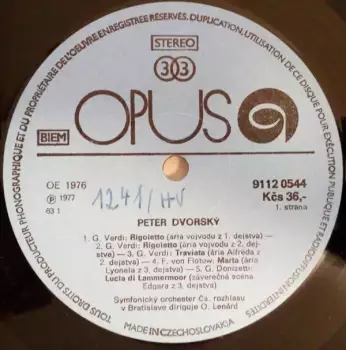 TOUS DROITS DU PRODUCTEUR PHONOGRAPHIQUE ET DU PROPRIÉTAIRE DE L'OEUVRE ENREGISTRÉE RÉSERVÉS. DUPLICATION, UTILISATION DE CE DISQUE POUR EXÉCUTION PUBLIQUE ET RADIODIFFUSION INTERDITES
STEREO
33
OPUS
BIEM
OE 1976
℗ 1977
63 1
1241/HV
9112 0544
Kčs 36,-
1. strana
PETER DVORSKÝ
1. G. Verdi: Rigoletto (ária vojvodu z 1. dejstva) —
2. G. Verdi: Rigoletto (ária vojvodu z 2. dej-
stva) — 3. G. Verdi: Traviata (ária Alfréda z
2. dejstva) — 4. F. von Flotow: Marta (ária
Lyonela z 3. dejstva) — 5. G. Donizetti:
Lucia di Lammermoor (záverečná scéna
Edgara z 3. dejstva)
Symfonický orchester Čs. rozhlasu
v Bratislave diriguje O. Lenárd
MADE IN CZECHOSLOVAKIA